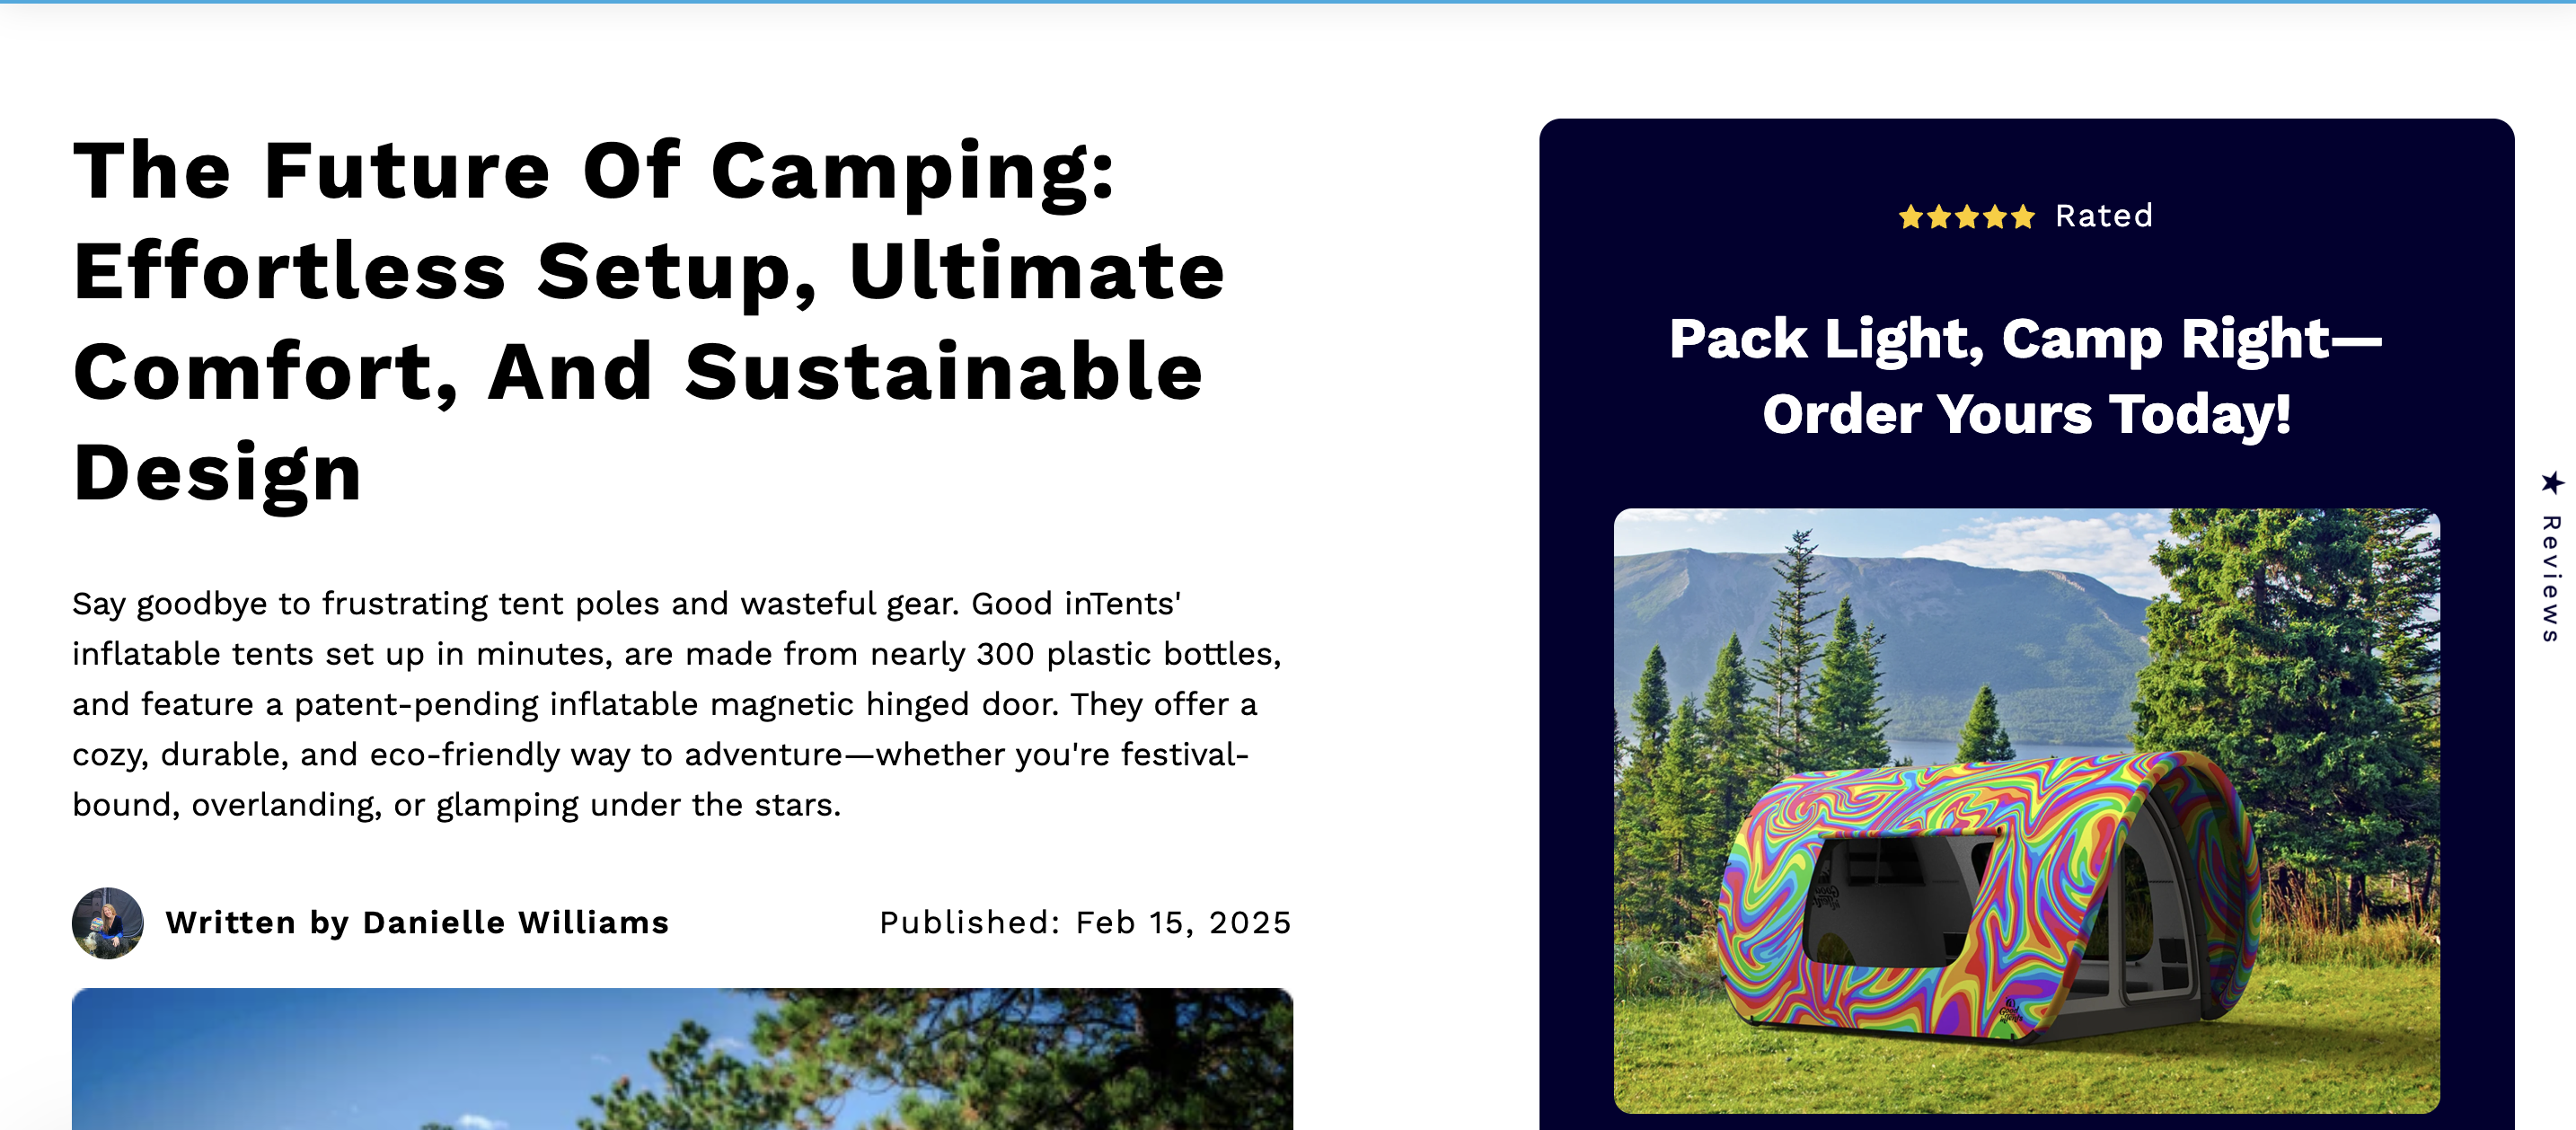 The Future Of Camping:
Effortless Setup, Ultimate
Comfort, And Sustainable
Design
Say goodbye to frustrating tent poles and wasteful gear. Good inTents'
inflatable tents set up in minutes, are made from nearly 300 plastic bottles,
and feature a patent-pending inflatable magnetic hinged door. They offer a
cozy, durable, and eco-friendly way to adventure—whether you're festival-
bound, overlanding, or glamping under the stars.
Written by Danielle Williams
Published: Feb 15, 2025
★★★★★ Rated
Pack Light, Camp Right—
Order Yours Today!
★ Reviews